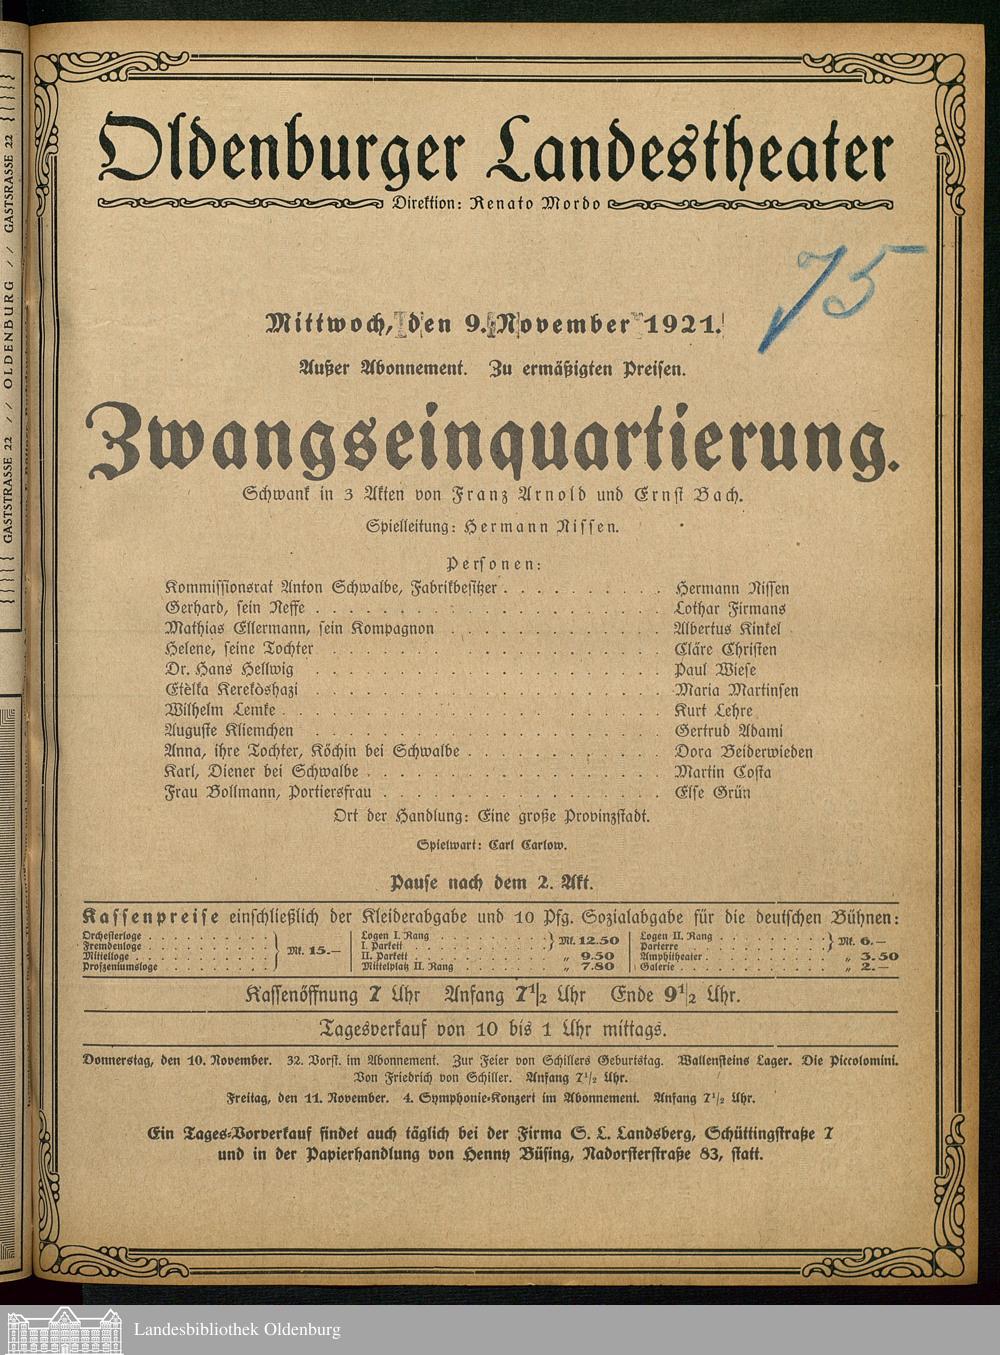 GASTSTRASSE 22 // OLDENBURG // GASTSRASSE 22
Oldenburger Landestheater
Direktion: Renato Mordo
75
Mittwoch, den 9. November 1921.
Außer Abonnement. Zu ermäßigten Preisen.
Zwangseinquartierung.
Schwank in 3 Akten von Franz Arnold und Ernst Bach.
Spielleitung: Hermann Nissen.
Personen:
Kommissionsrat Anton Schwalbe, Fabrikbesitzer . . . . . . . . . . Hermann Nissen
Gerhard, sein Neffe . . . . . . . . . . Lothar Firmans
Mathias Ellermann, sein Kompagnon . . . . . . . . . . Albertus Kinkel
Helene, seine Tochter . . . . . . . . . . Cläre Christen
Dr. Hans Hellwig . . . . . . . . . . Paul Wiese
Etèlka Kerekòshazi . . . . . . . . . . Maria Martinsen
Wilhelm Lemke . . . . . . . . . . Kurt Lehre
Auguste Kliemchen . . . . . . . . . . Gertrud Adami
Anna, ihre Tochter, Köchin bei Schwalbe . . . . . . . . . . Dora Beiderwieden
Karl, Diener bei Schwalbe . . . . . . . . . . Martin Costa
Frau Bollmann, Portiersfrau . . . . . . . . . . Else Grün
Ort der Handlung: Eine große Provinzstadt.
Spielwart: Carl Carlow.
Pause nach dem 2. Akt.
Kassenpreise einschließlich der Kleiderabgabe und 10 Pfg. Sozialabgabe für die deutschen Bühnen:
Orchesterloge
Fremdenloge
Mittelloge
Proszeniumsloge
Mk. 15.—
Logen I. Rang
I. Parkett
Mk. 12.50
II. Parkett . . . „ 9.50
Mittelplatz II. Rang . . . „ 7.80
Logen II. Rang
Parterre
Mk. 6.—
Amphitheater . . . „ 3.50
Galerie . . . „ 2.—
Kassenöffnung 7 Uhr Anfang 7 1/2 Uhr Ende 9 1/2 Uhr.
Tagesverkauf von 10 bis 1 Uhr mittags.
Donnerstag, den 10. November. 32. Vorst. im Abonnement. Zur Feier von Schillers Geburtstag. Wallensteins Lager. Die Piccolomini.
Von Friedrich von Schiller. Anfang 7 1/2 Uhr.
Freitag, den 11. November. 4. Symphonie-Konzert im Abonnement. Anfang 7 1/2 Uhr.
Ein Tages-Vorverkauf findet auch täglich bei der Firma S. L. Landsberg, Schüttingstraße 7
und in der Papierhandlung von Henny Büsing, Nadorsterstraße 83, statt.
Landesbibliothek Oldenburg